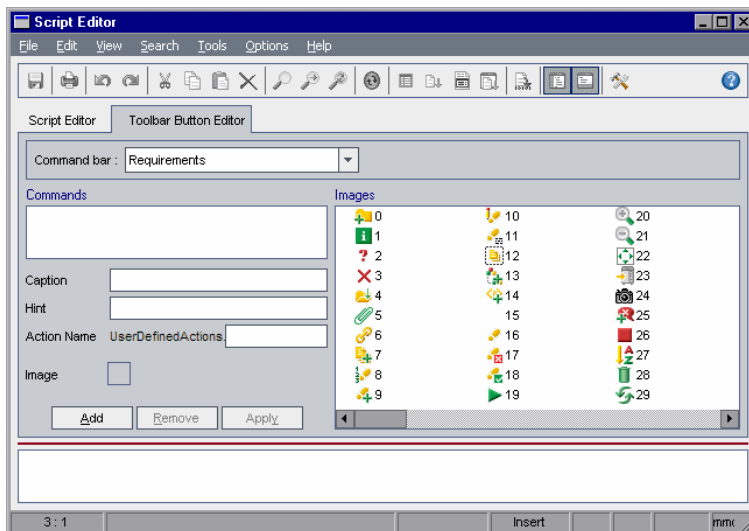 Script Editor
File Edit View Search Tools Options Help
Script Editor Toolbar Button Editor
Command bar : Requirements
Commands
Caption
Hint
Action Name UserDefinedActions.
Image
Add Remove Apply
Images
0 10 20
1 11 21
2 12 22
3 13 23
4 14 24
5 15 25
6 16 26
7 17 27
8 18 28
9 19 29
3 : 1 Insert